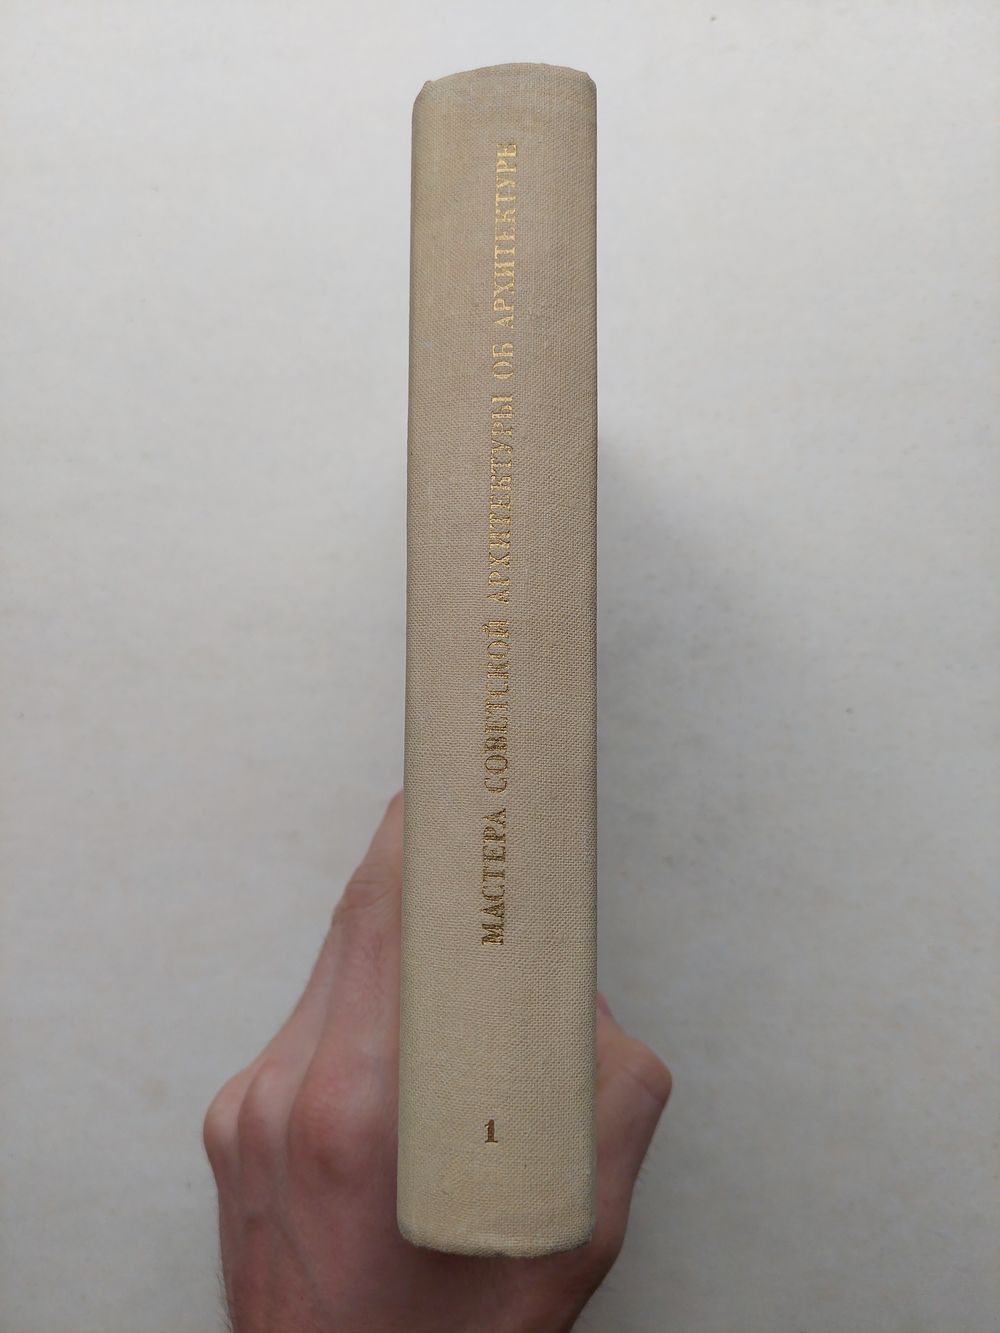 МАСТЕРА СОВЕТСКОЙ АРХИТЕКТУРЫ ОБ АРХИТЕКТУРЕ
1